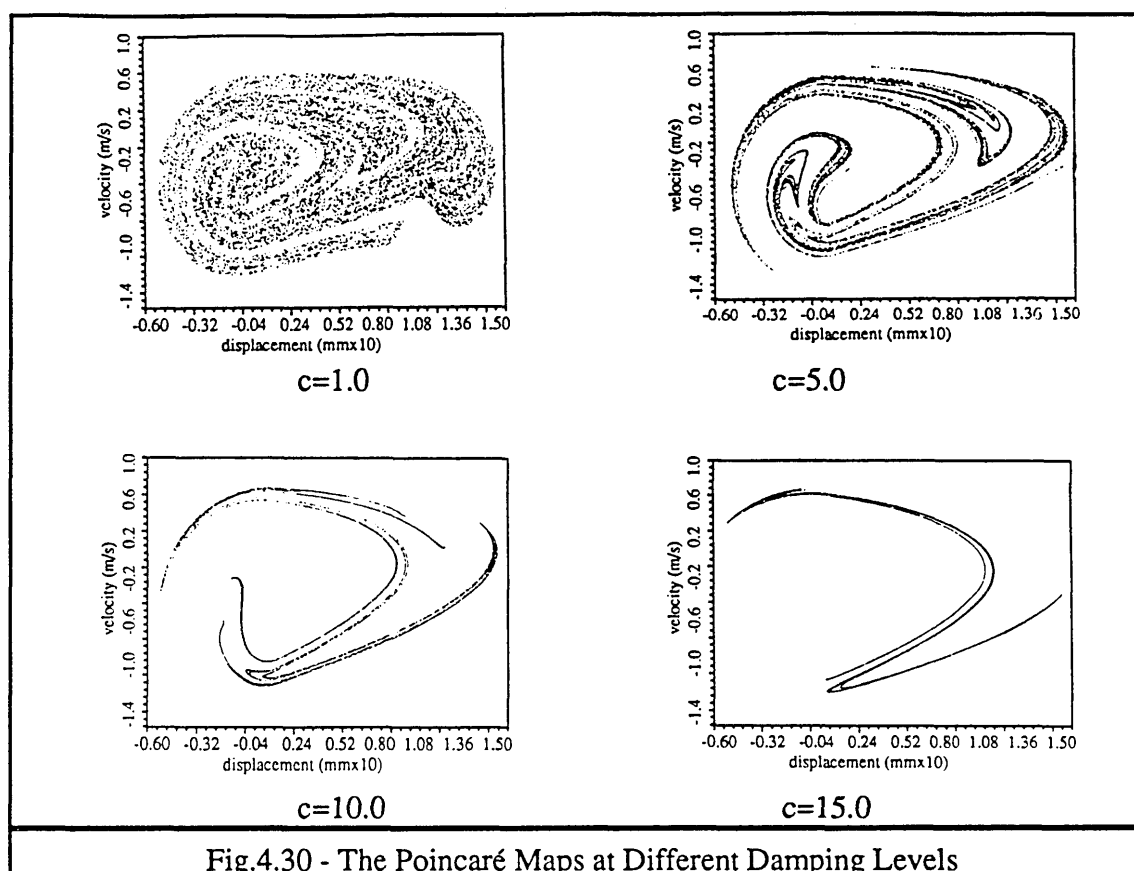 1.0
0.6
0.2
-0.2
-0.6
-1.0
-1.4
velocity (m/s)
-0.60 -0.32 -0.04 0.24 0.52 0.80 1.08 1.36 1.50
displacement (mmx10)
c=1.0
1.0
0.6
0.2
-0.2
-0.6
-1.0
-1.4
velocity (m/s)
-0.60 -0.32 -0.04 0.24 0.52 0.80 1.08 1.36 1.50
displacement (mmx10)
c=5.0
1.0
0.6
0.2
-0.2
-0.6
-1.0
-1.4
velocity (m/s)
-0.60 -0.32 -0.04 0.24 0.52 0.80 1.08 1.36 1.50
displacement (mmx10)
c=10.0
1.0
0.6
0.2
-0.2
-0.6
-1.0
-1.4
velocity (m/s)
-0.60 -0.32 -0.04 0.24 0.52 0.80 1.08 1.36 1.50
displacement (mmx10)
c=15.0
Fig.4.30 - The Poincaré Maps at Different Damping Levels